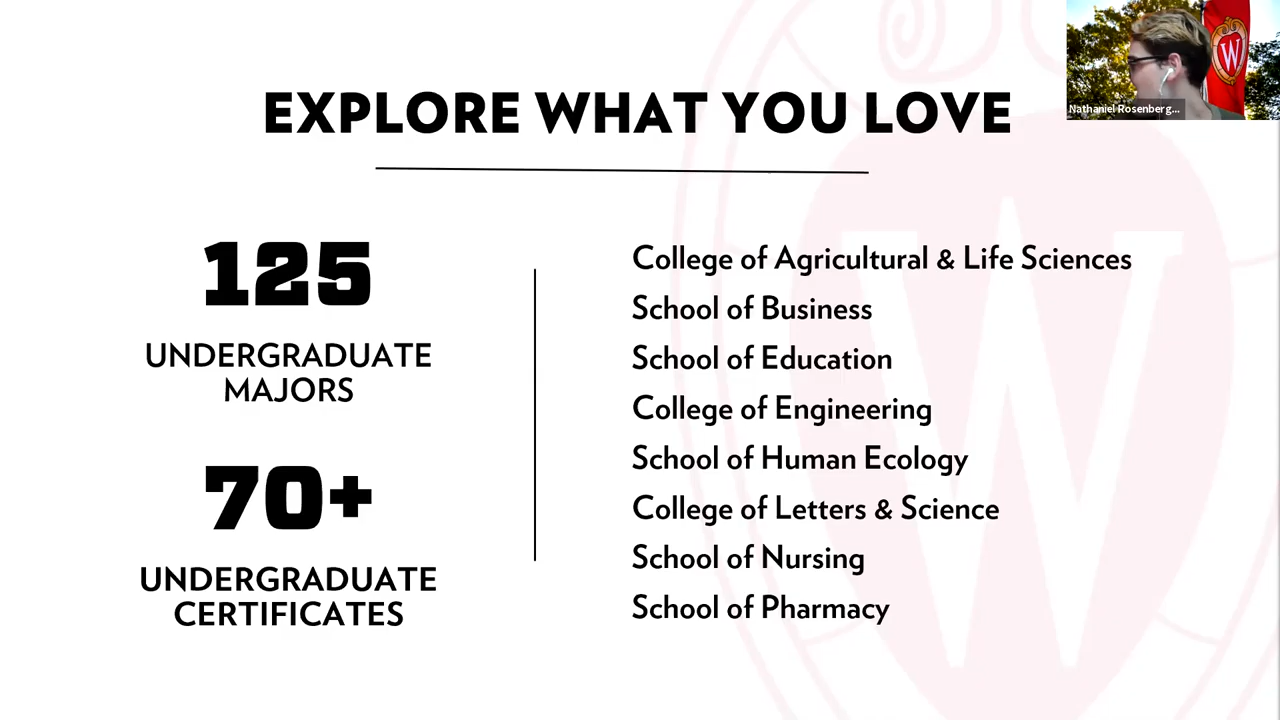 EXPLORE WHAT YOU LOVE
125
UNDERGRADUATE
MAJORS
70+
UNDERGRADUATE
CERTIFICATES
College of Agricultural & Life Sciences
School of Business
School of Education
College of Engineering
School of Human Ecology
College of Letters & Science
School of Nursing
School of Pharmacy
W
Nathaniel Rosenberg...
W